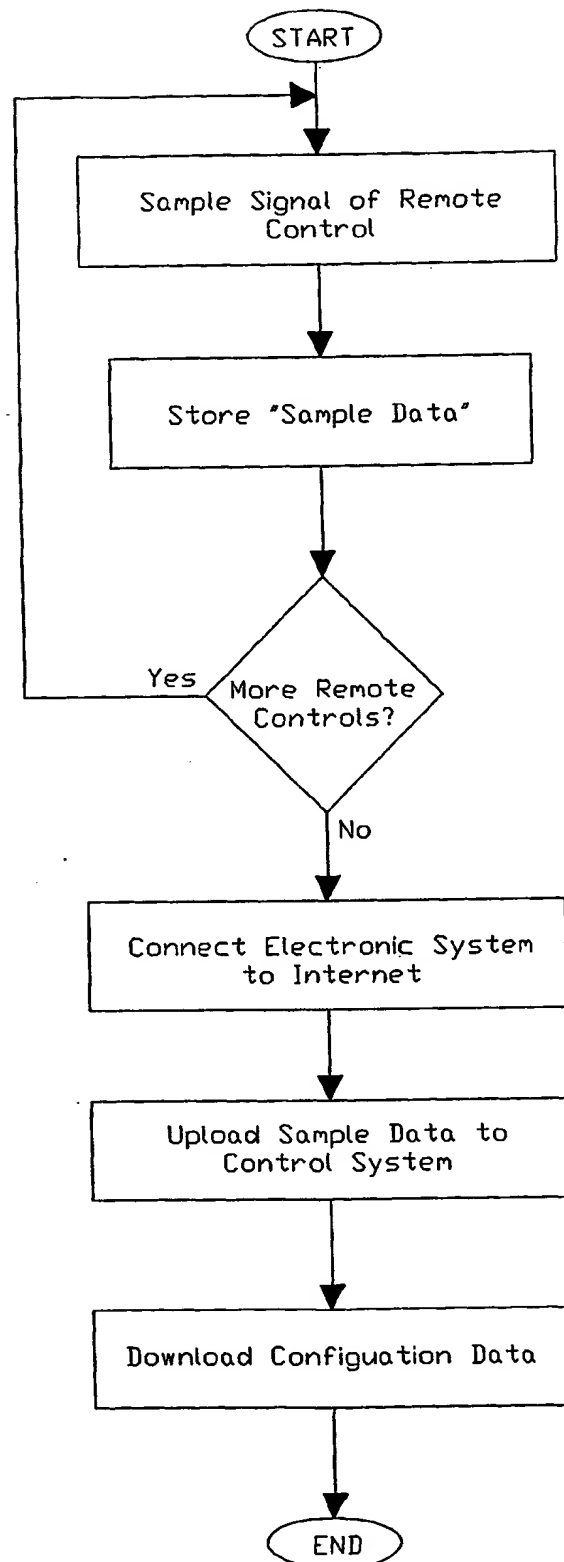 START
Sample Signal of Remote
Control
Store "Sample Data"
Yes
More Remote
Controls?
No
Connect Electronic System
to Internet
Upload Sample Data to
Control System
Download Configuation Data
END